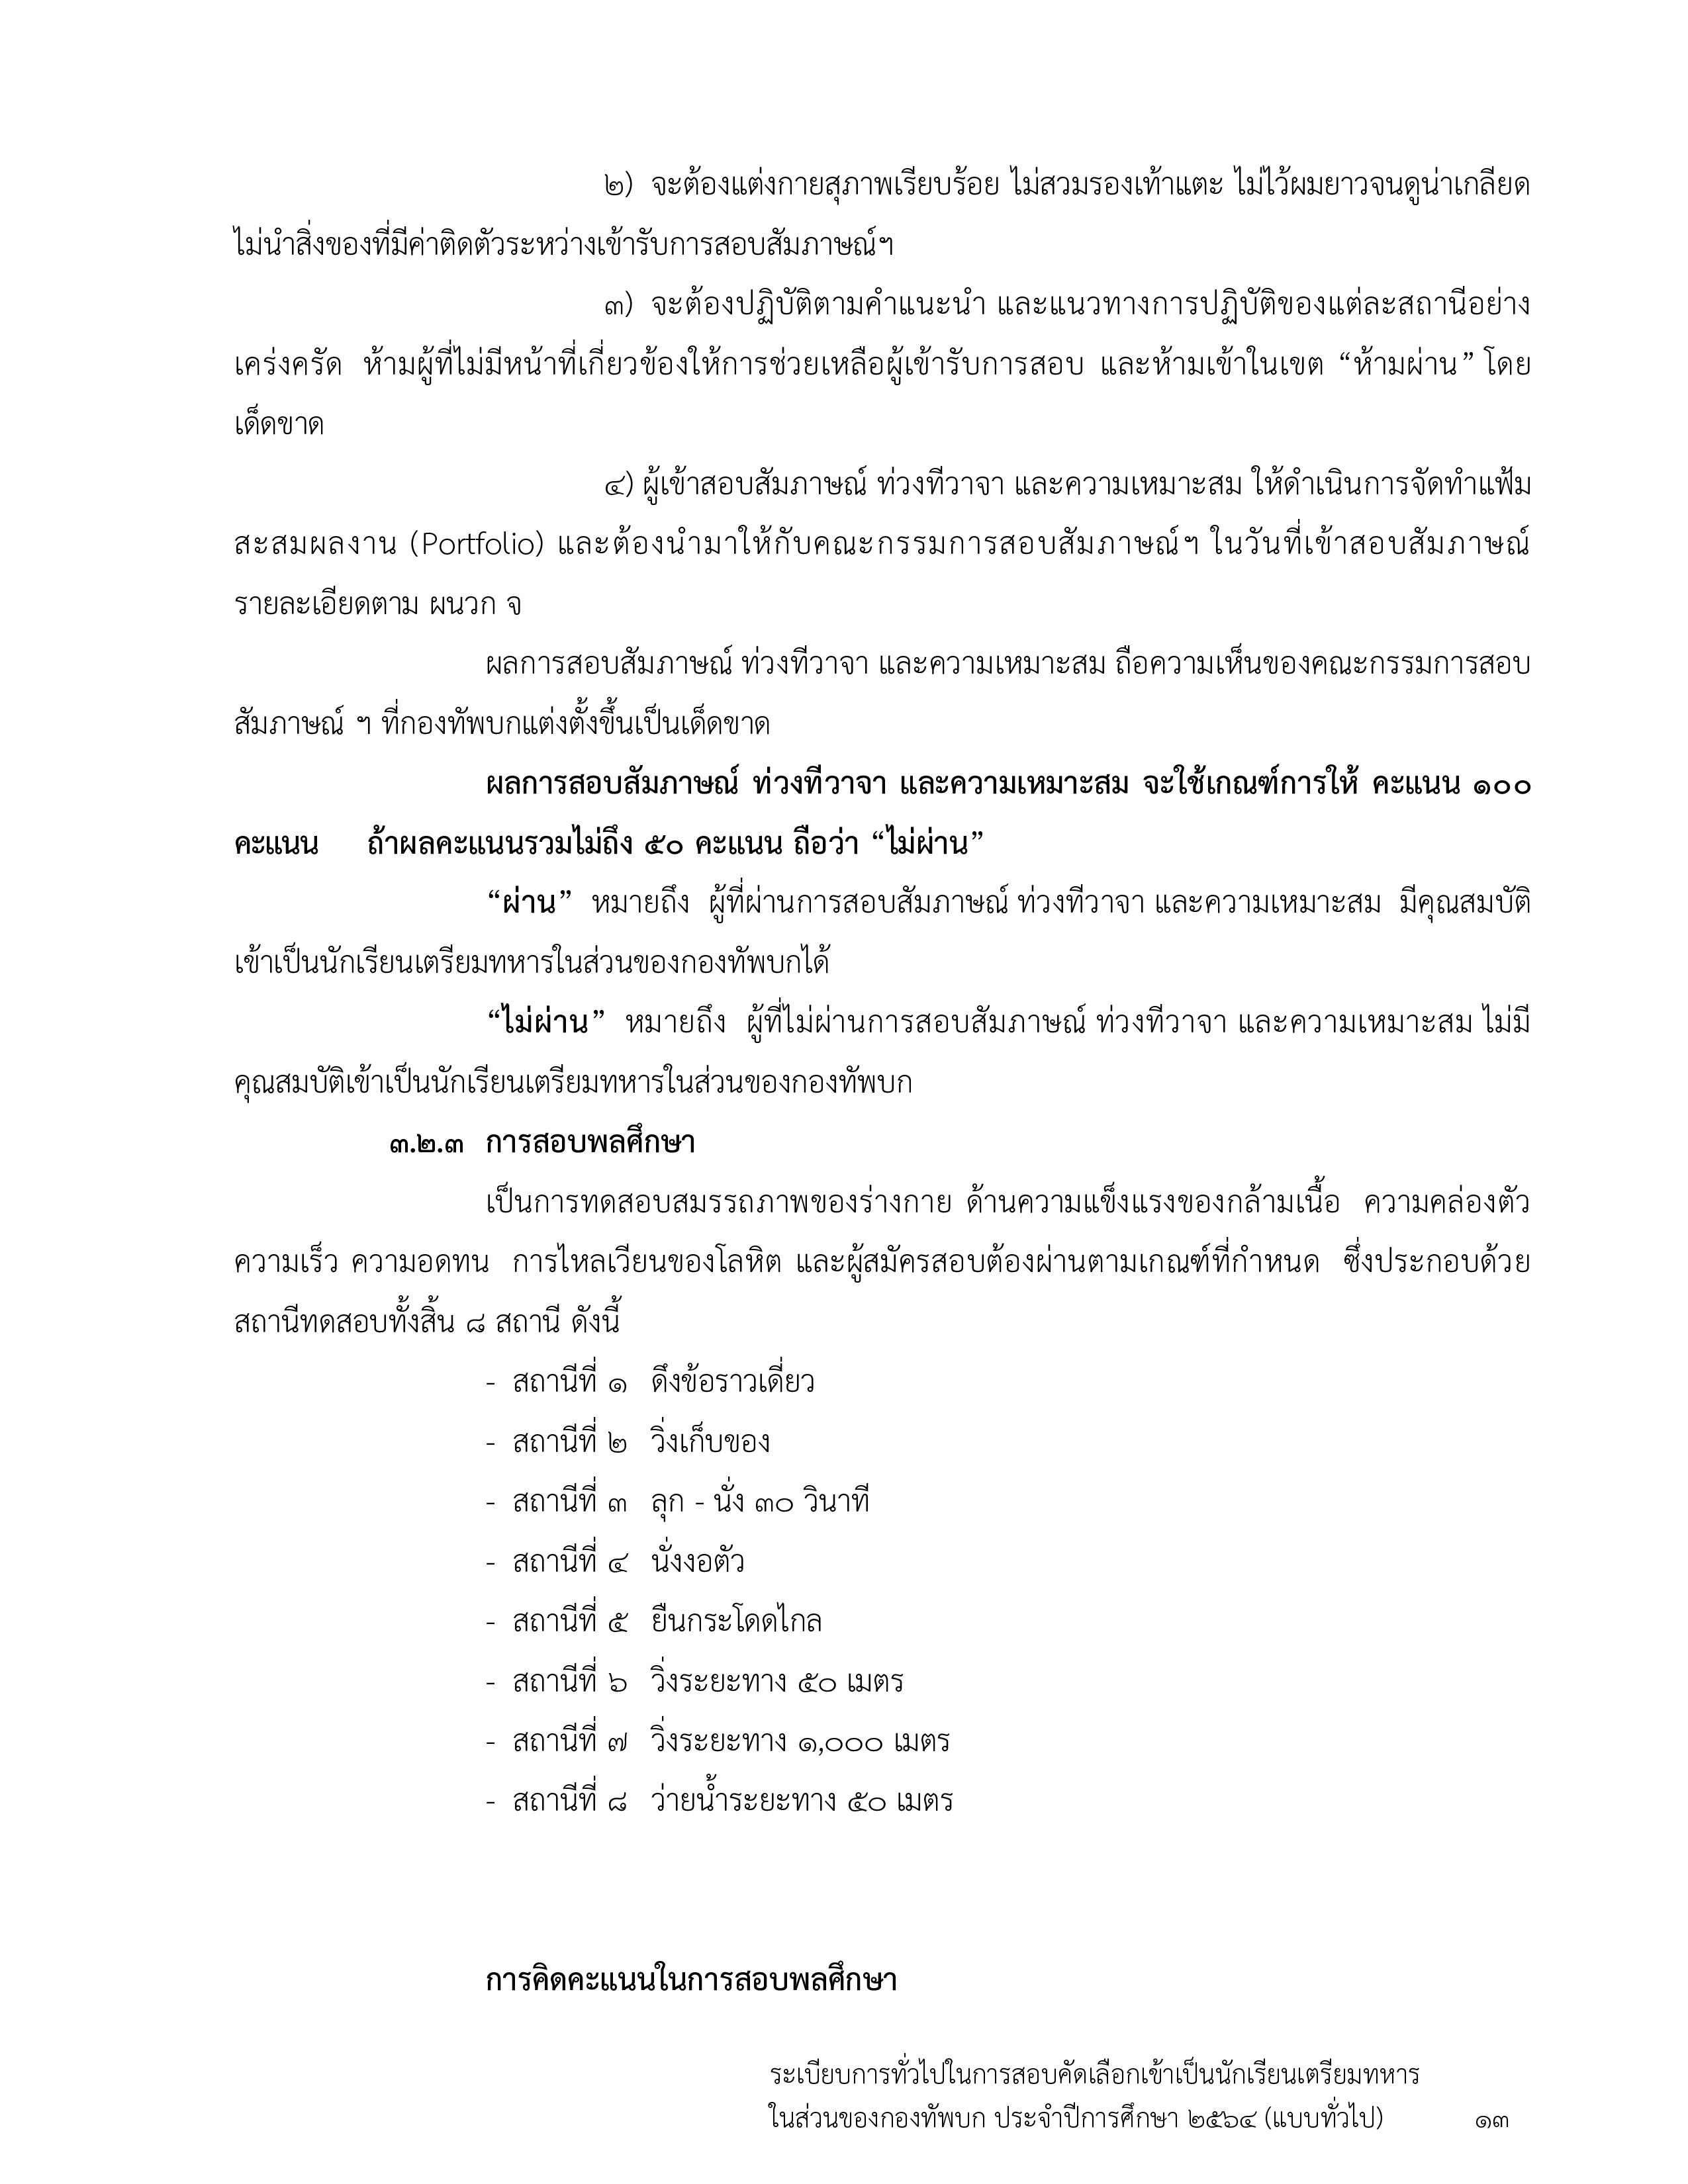 ๒) จะต้องแต่งกายสุภาพเรียบร้อย ไม่สวมรองเท้าแตะ ไม่ไว้ผมยาวจนดูน่าเกลียด
ไม่นำสิ่งของที่มีค่าติดตัวระหว่างเข้ารับการสอบสัมภาษณ์ฯ
๓) จะต้องปฏิบัติตามคำแนะนำ และแนวทางการปฏิบัติของแต่ละสถานีอย่าง
เคร่งครัด ห้ามผู้ที่ไม่มีหน้าที่เกี่ยวข้องให้การช่วยเหลือผู้เข้ารับการสอบ และห้ามเข้าในเขต “ห้ามผ่าน” โดย
เด็ดขาด
๔) ผู้เข้าสอบสัมภาษณ์ ท่วงทีวาจา และความเหมาะสม ให้ดำเนินการจัดทำแฟ้ม
สะสมผลงาน (Portfolio) และต้องนำมาให้กับคณะกรรมการสอบสัมภาษณ์ฯ ในวันที่เข้าสอบสัมภาษณ์
รายละเอียดตาม ผนวก จ
ผลการสอบสัมภาษณ์ ท่วงทีวาจา และความเหมาะสม ถือความเห็นของคณะกรรมการสอบ
สัมภาษณ์ ฯ ที่กองทัพบกแต่งตั้งขึ้นเป็นเด็ดขาด
ผลการสอบสัมภาษณ์ ท่วงทีวาจา และความเหมาะสม จะใช้เกณฑ์การให้ คะแนน ๑๐๐
คะแนน ถ้าผลคะแนนรวมไม่ถึง ๕๐ คะแนน ถือว่า “ไม่ผ่าน”
“ผ่าน” หมายถึง ผู้ที่ผ่านการสอบสัมภาษณ์ ท่วงทีวาจา และความเหมาะสม มีคุณสมบัติ
เข้าเป็นนักเรียนเตรียมทหารในส่วนของกองทัพบกได้
“ไม่ผ่าน” หมายถึง ผู้ที่ไม่ผ่านการสอบสัมภาษณ์ ท่วงทีวาจา และความเหมาะสม ไม่มี
คุณสมบัติเข้าเป็นนักเรียนเตรียมทหารในส่วนของกองทัพบก
๓.๒.๓ การสอบพลศึกษา
เป็นการทดสอบสมรรถภาพของร่างกาย ด้านความแข็งแรงของกล้ามเนื้อ ความคล่องตัว
ความเร็ว ความอดทน การไหลเวียนของโลหิต และผู้สมัครสอบต้องผ่านตามเกณฑ์ที่กำหนด ซึ่งประกอบด้วย
สถานีทดสอบทั้งสิ้น ๘ สถานี ดังนี้
- สถานีที่ ๑ ดึงข้อราวเดี่ยว
- สถานีที่ ๒ วิ่งเก็บของ
- สถานีที่ ๓ ลุก - นั่ง ๓๐ วินาที
- สถานีที่ ๔ นั่งงอตัว
- สถานีที่ ๕ ยืนกระโดดไกล
- สถานีที่ ๖ วิ่งระยะทาง ๕๐ เมตร
- สถานีที่ ๗ วิ่งระยะทาง ๑,๐๐๐ เมตร
- สถานีที่ ๘ ว่ายน้ำระยะทาง ๕๐ เมตร
การคิดคะแนนในการสอบพลศึกษา
ระเบียบการทั่วไปในการสอบคัดเลือกเข้าเป็นนักเรียนเตรียมทหาร
ในส่วนของกองทัพบก ประจำปีการศึกษา ๒๕๖๔ (แบบทั่วไป) ๑๓